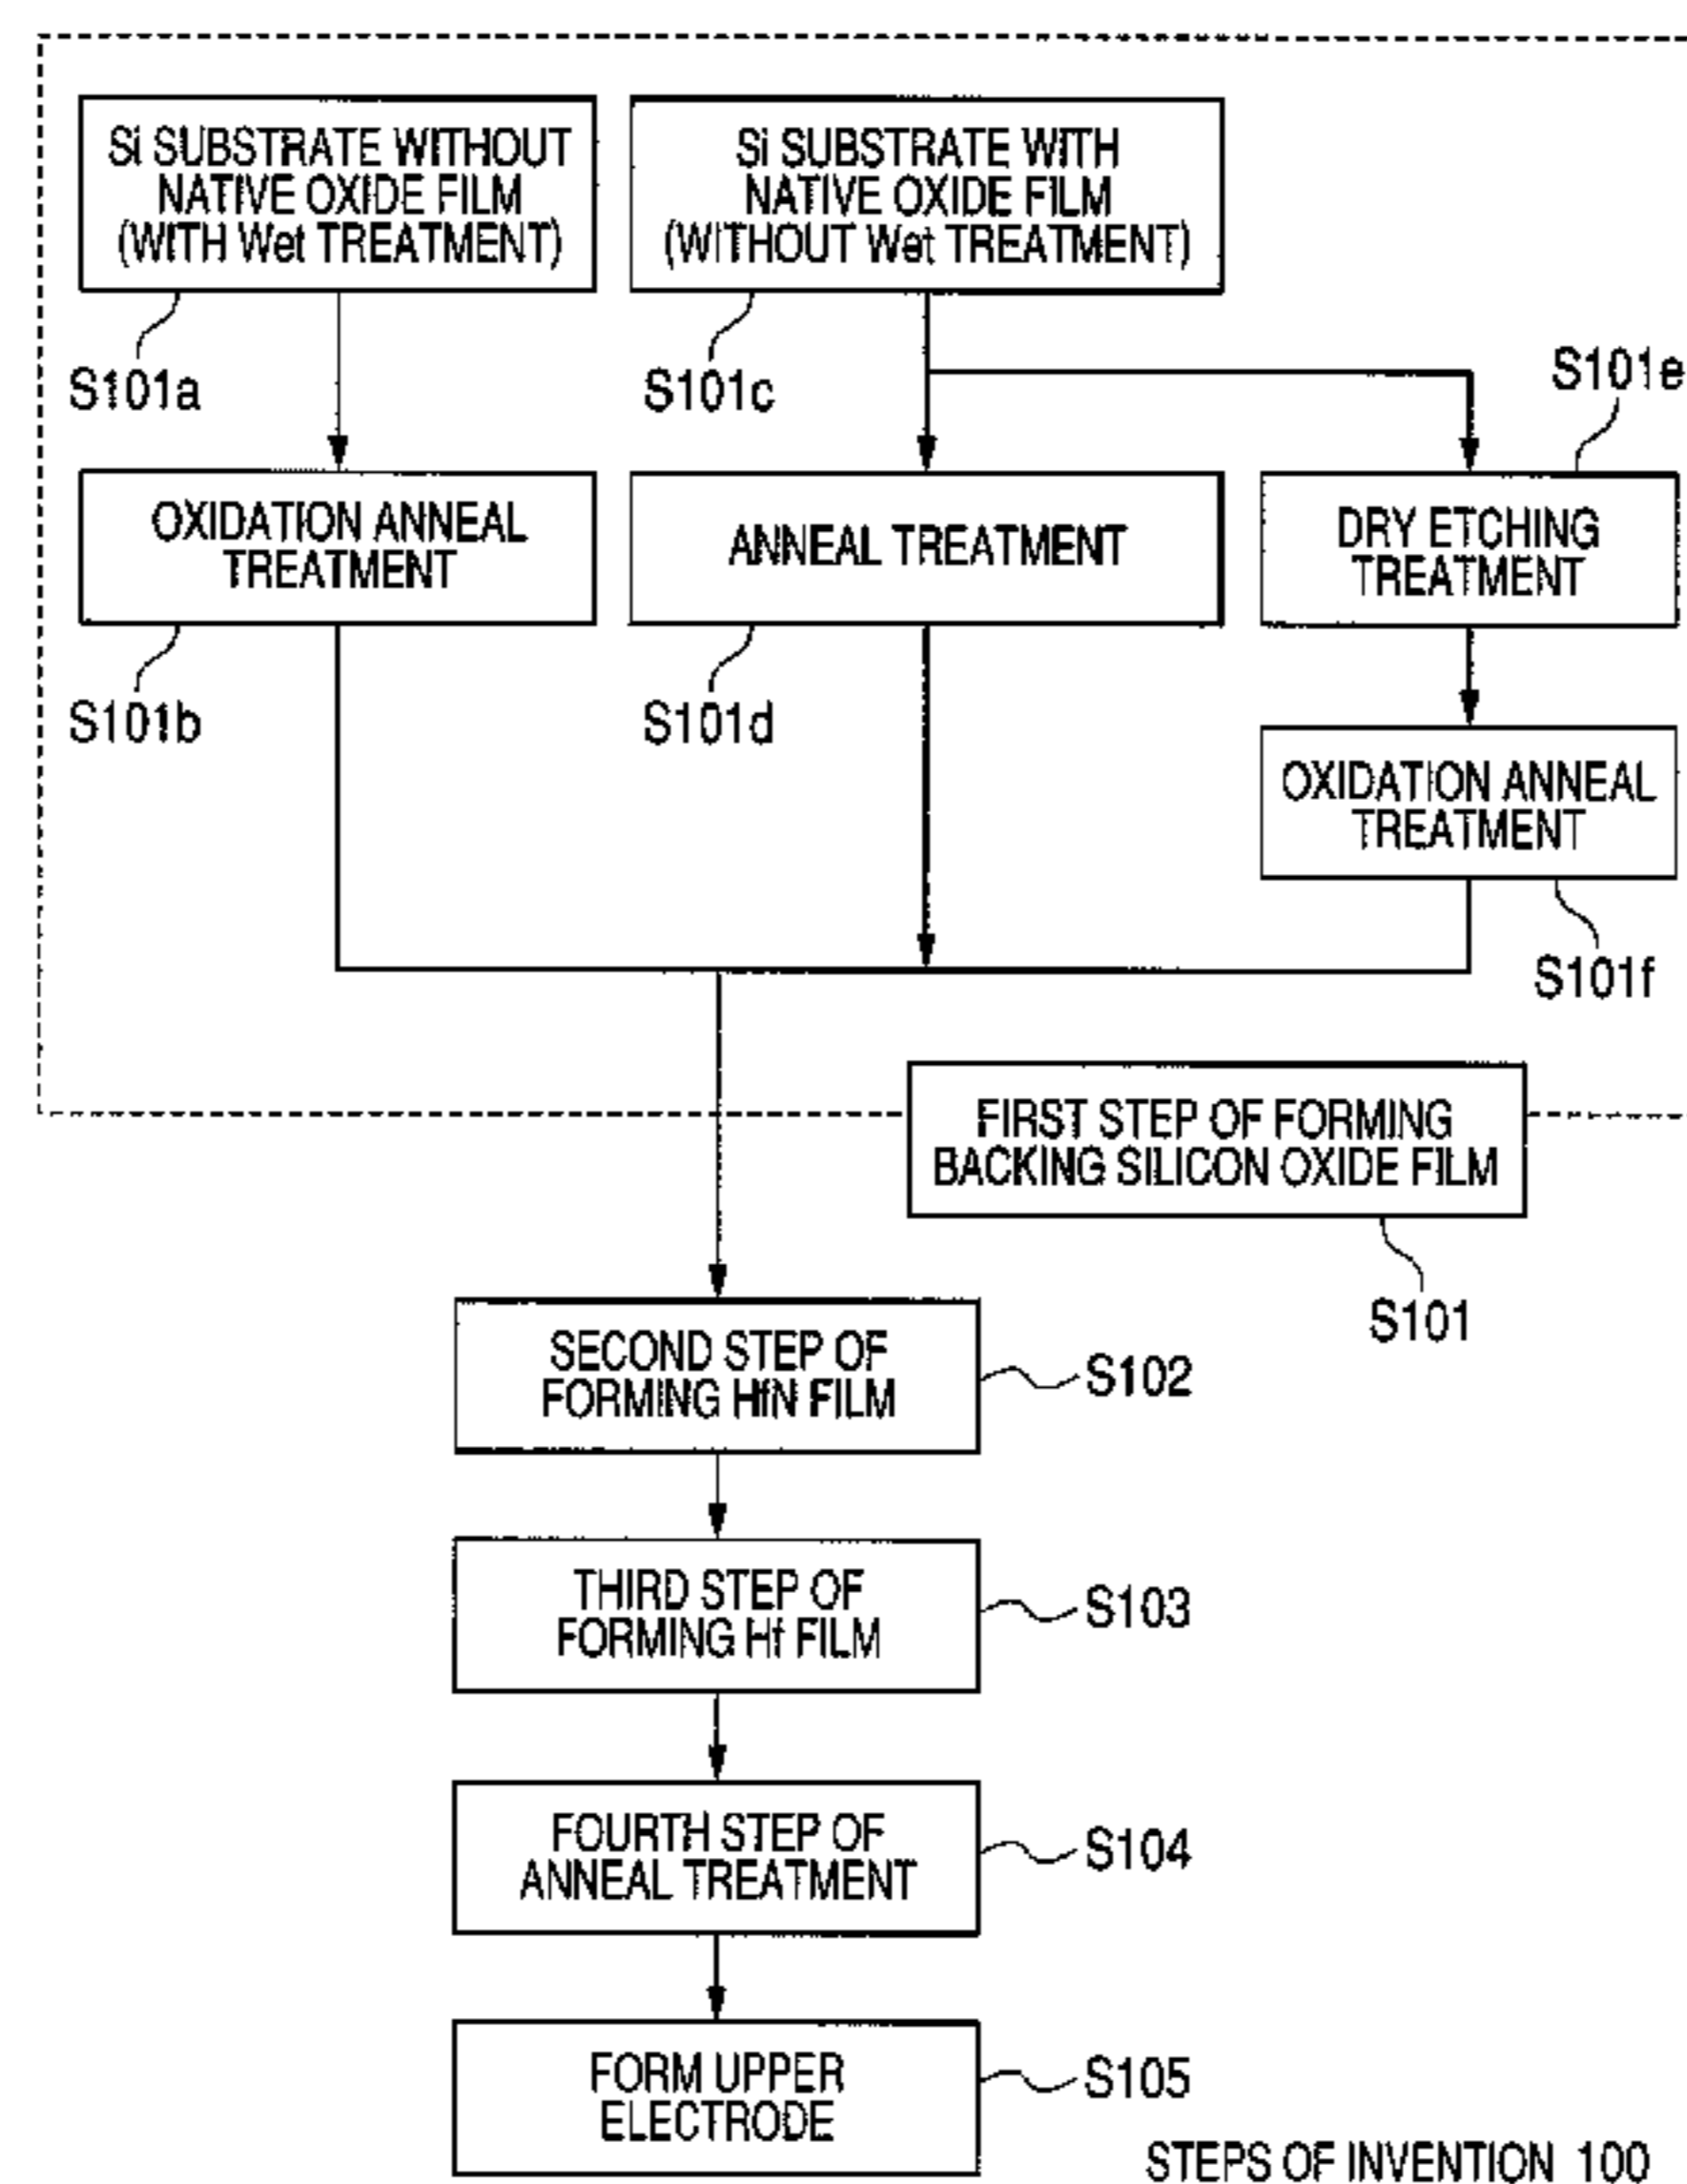 Si SUBSTRATE WITHOUT
NATIVE OXIDE FILM
(WITH Wet TREATMENT)
Si SUBSTRATE WITH
NATIVE OXIDE FILM
(WITHOUT Wet TREATMENT)
S101a
S101c
S101e
OXIDATION ANNEAL
TREATMENT
ANNEAL TREATMENT
DRY ETCHING
TREATMENT
S101b
S101d
OXIDATION ANNEAL
TREATMENT
S101f
FIRST STEP OF FORMING
BACKING SILICON OXIDE FILM
S101
SECOND STEP OF
FORMING HfN FILM
S102
THIRD STEP OF
FORMING Hf FILM
S103
FOURTH STEP OF
ANNEAL TREATMENT
S104
FORM UPPER
ELECTRODE
S105
STEPS OF INVENTION 100